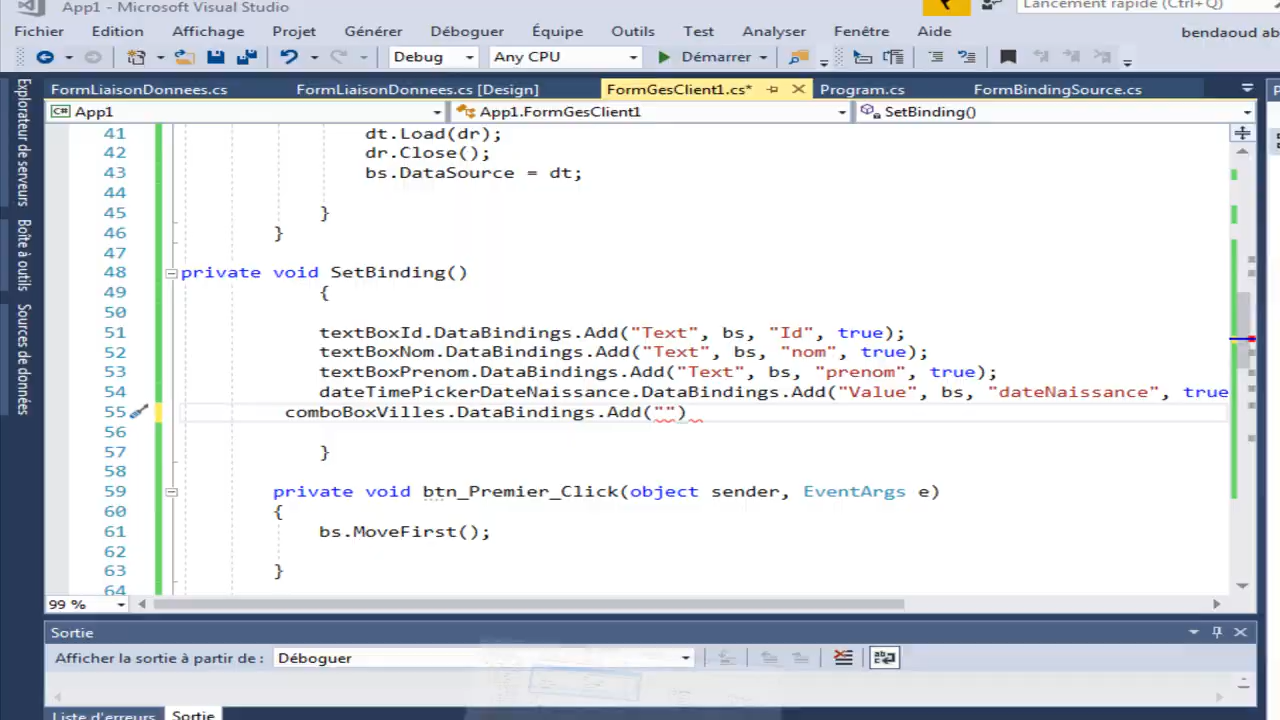 App1 - Microsoft Visual Studio
Lancement rapide (Ctrl+Q)
Fichier Edition Affichage Projet Générer Déboguer Équipe Outils Test Analyser Fenêtre Aide bendaoud ab
Debug Any CPU Démarrer
FormLiaisonDonnees.cs FormLiaisonDonnees.cs [Design] FormGesClient1.cs* Program.cs FormBindingSource.cs
App1 App1.FormGesClient1 SetBinding()
Explorateur de serveurs
Boîte à outils
Sources de données
41 dt.Load(dr);
42 dr.Close();
43 bs.DataSource = dt;
44
45 }
46 }
47
48 private void SetBinding()
49 {
50
51 textBoxId.DataBindings.Add("Text", bs, "Id", true);
52 textBoxNom.DataBindings.Add("Text", bs, "nom", true);
53 textBoxPrenom.DataBindings.Add("Text", bs, "prenom", true);
54 dateTimePickerDateNaissance.DataBindings.Add("Value", bs, "dateNaissance", true
55 comboBoxVilles.DataBindings.Add("")
56
57 }
58
59 private void btn_Premier_Click(object sender, EventArgs e)
60 {
61 bs.MoveFirst();
62
63 }
64
99 %
Sortie
Afficher la sortie à partir de : Déboguer
Liste d'erreurs Sortie